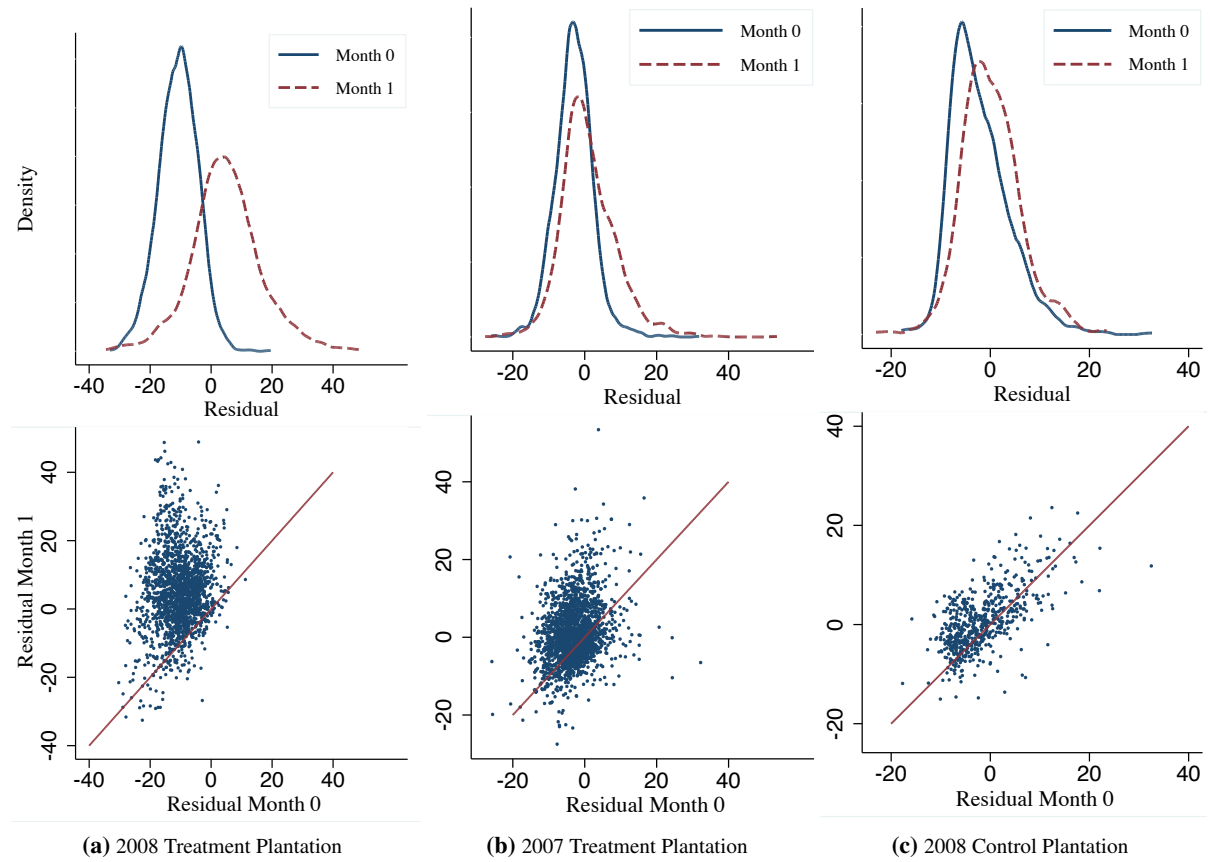 Month 0
Month 1
Month 0
Month 1
Month 0
Month 1
Density
-40 -20 0 20 40
Residual
-20 0 20 40
Residual
-20 0 20 40
Residual
Residual Month 1
40
20
0
-20
-40
-40 -20 0 20 40
Residual Month 0
40
20
0
-20
-20 0 20 40
Residual Month 0
40
20
0
-20
-20 0 20 40
Residual Month 0
(a) 2008 Treatment Plantation
(b) 2007 Treatment Plantation
(c) 2008 Control Plantation